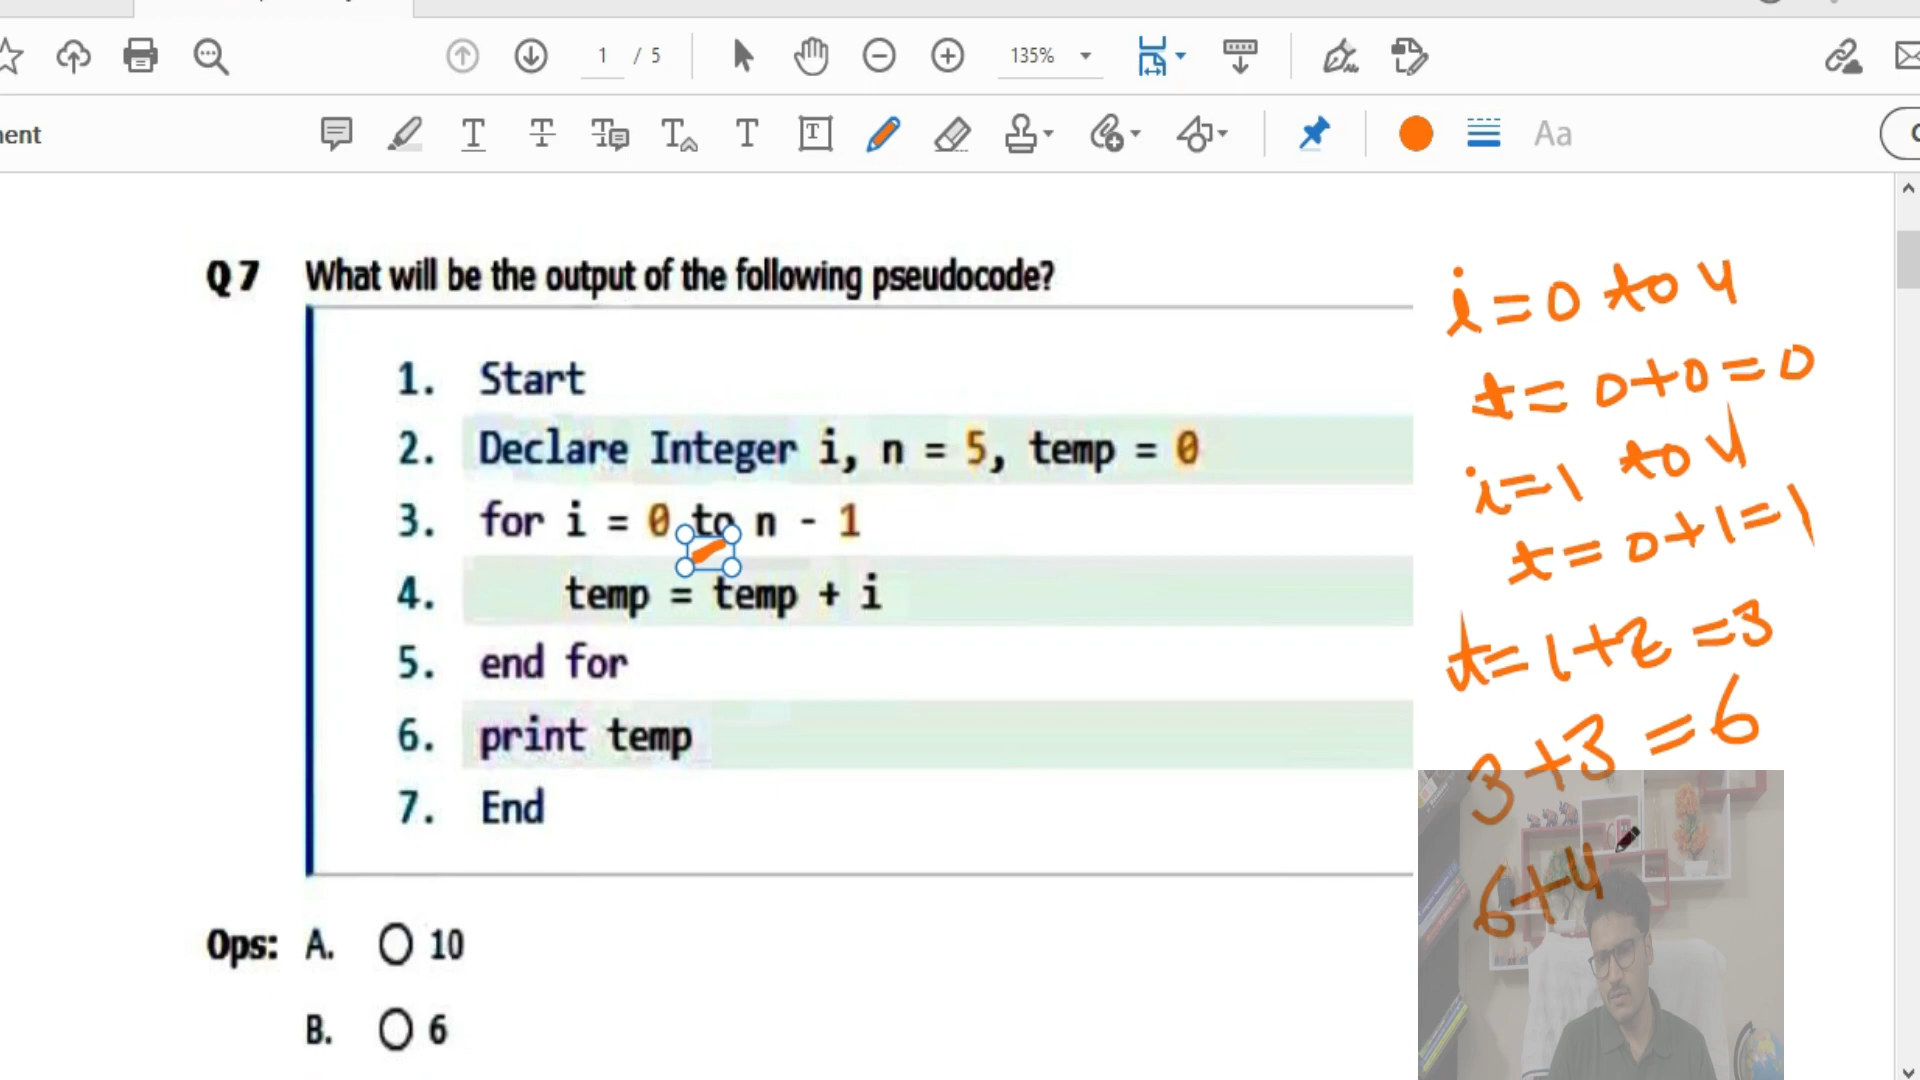 1 / 5
135%
ent
Aa
Q 7 What will be the output of the following pseudocode?
1. Start
2. Declare Integer i, n = 5, temp = 0
3. for i = 0 to n - 1
4. temp = temp + i
5. end for
6. print temp
7. End
Ops: A. 10
B. 6
i=0 to 4
t=0+0=0
i=1 to 4
t=0+1=1
t=1+2=3
3+3=6
6+4